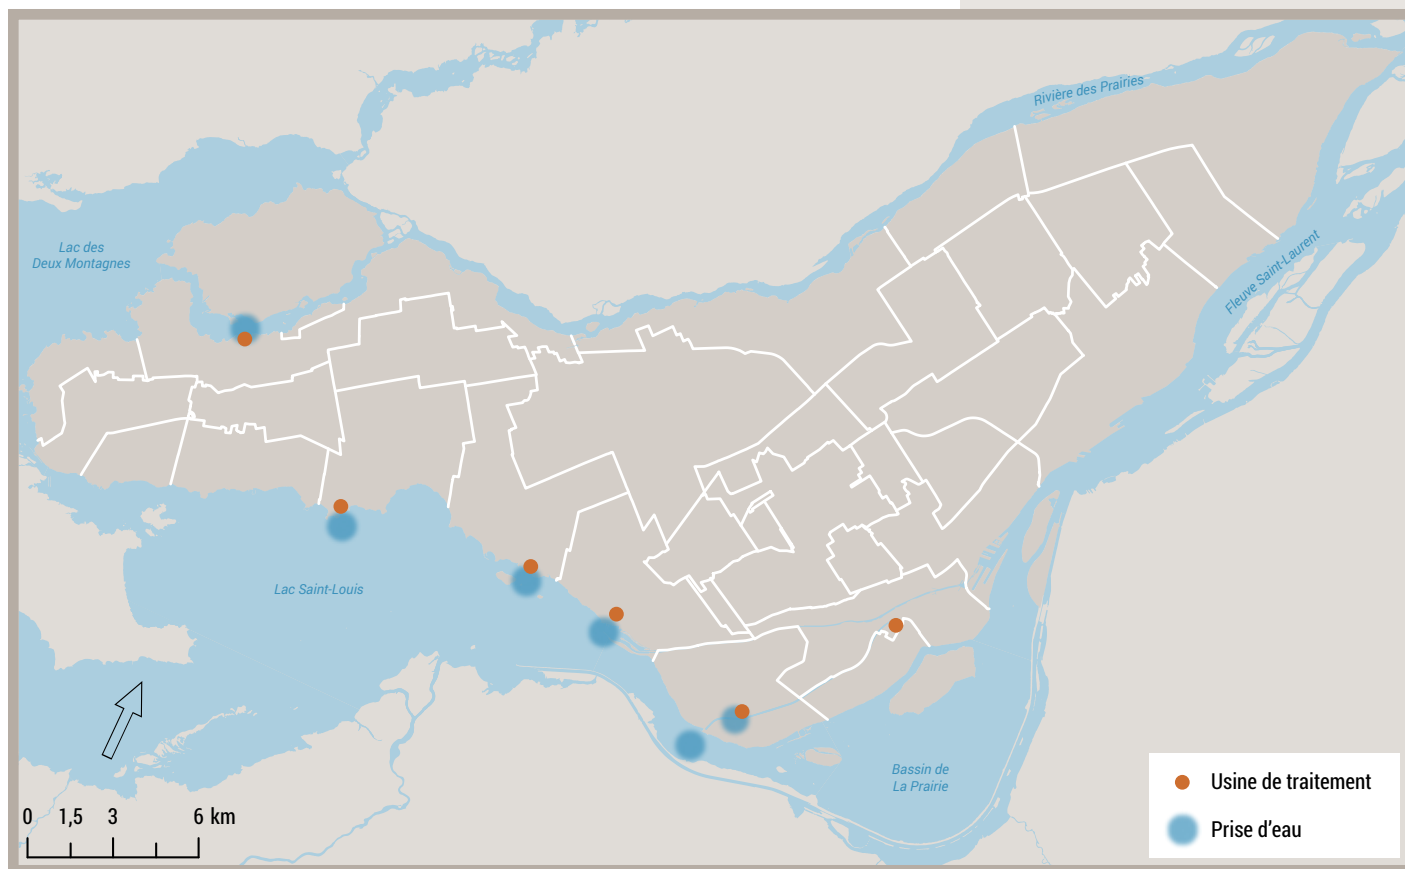 Rivière des Prairies
Lac des
Deux Montagnes
Fleuve Saint-Laurent
Lac Saint-Louis
Bassin de
La Prairie
0 1,5 3 6 km
Usine de traitement
Prise d'eau